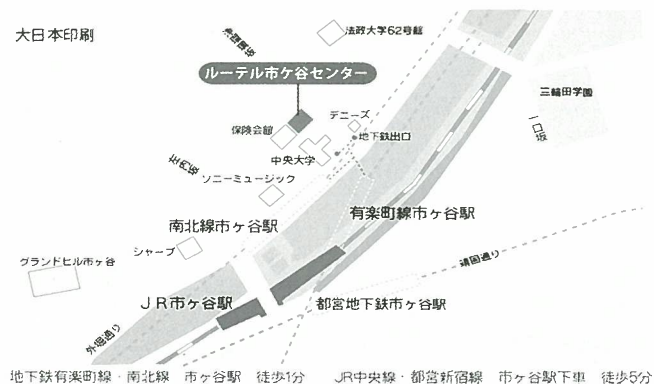 法政大学62号館
大日本印刷
ルーテル市ケ谷センター
三輪田学園
デニーズ
保険会館
地下鉄出口
一口坂
中央大学
左内坂
ソニーミュージック
有楽町線市ヶ谷駅
南北線市ヶ谷駅
シャープ
グランドヒル市ヶ谷
靖国通り
JR市ケ谷駅
都営地下鉄市ヶ谷駅
外堀通り
地下鉄有楽町線・南北線 市ヶ谷駅 徒歩1分 JR中央線・都営新宿線 市ヶ谷駅下車 徒歩5分